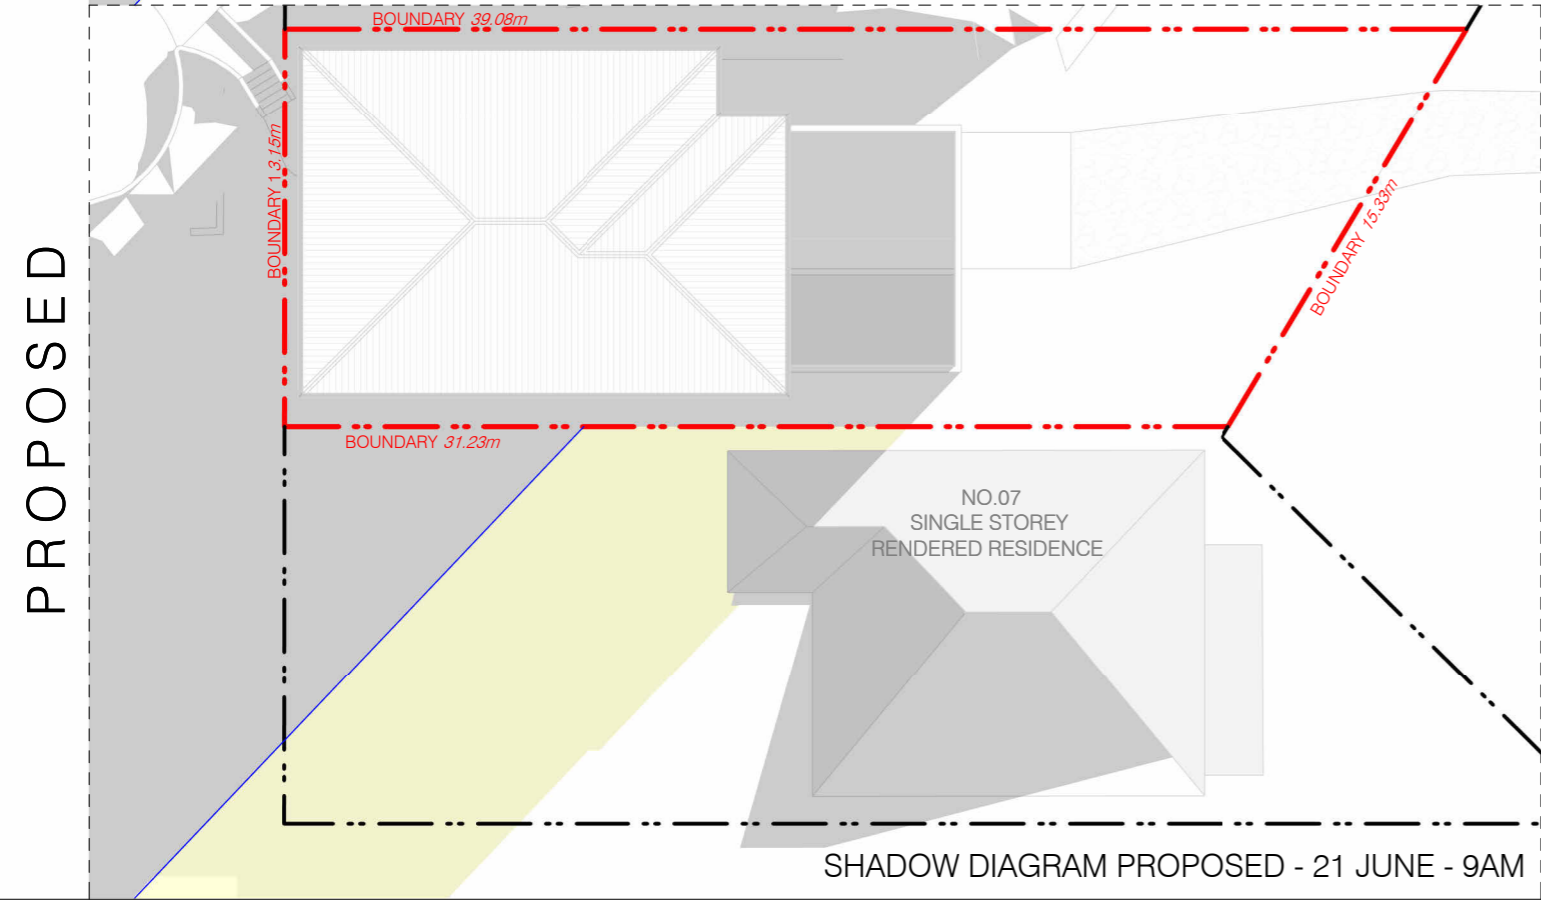 PROPOSED
BOUNDARY 39.08m
BOUNDARY 13.15m
BOUNDARY 15.33m
BOUNDARY 31.23m
NO.07
SINGLE STOREY
RENDERED RESIDENCE
SHADOW DIAGRAM PROPOSED - 21 JUNE - 9AM